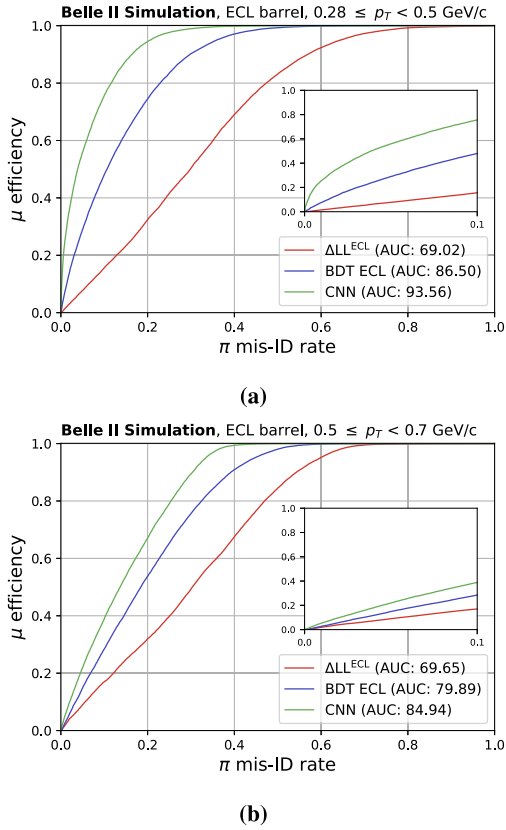 Belle II Simulation, ECL barrel, 0.28 ≤ p_T < 0.5 GeV/c
1.0
0.8
0.6
0.4
0.2
0.0
μ efficiency
1.0
0.8
0.6
0.4
0.2
0.0
0.0
0.1
ΔLL^ECL (AUC: 69.02)
BDT ECL (AUC: 86.50)
CNN (AUC: 93.56)
0.0 0.2 0.4 0.6 0.8 1.0
π mis-ID rate
(a)
Belle II Simulation, ECL barrel, 0.5 ≤ p_T < 0.7 GeV/c
1.0
0.8
0.6
0.4
0.2
0.0
μ efficiency
1.0
0.8
0.6
0.4
0.2
0.0
0.0
0.1
ΔLL^ECL (AUC: 69.65)
BDT ECL (AUC: 79.89)
CNN (AUC: 84.94)
0.0 0.2 0.4 0.6 0.8 1.0
π mis-ID rate
(b)